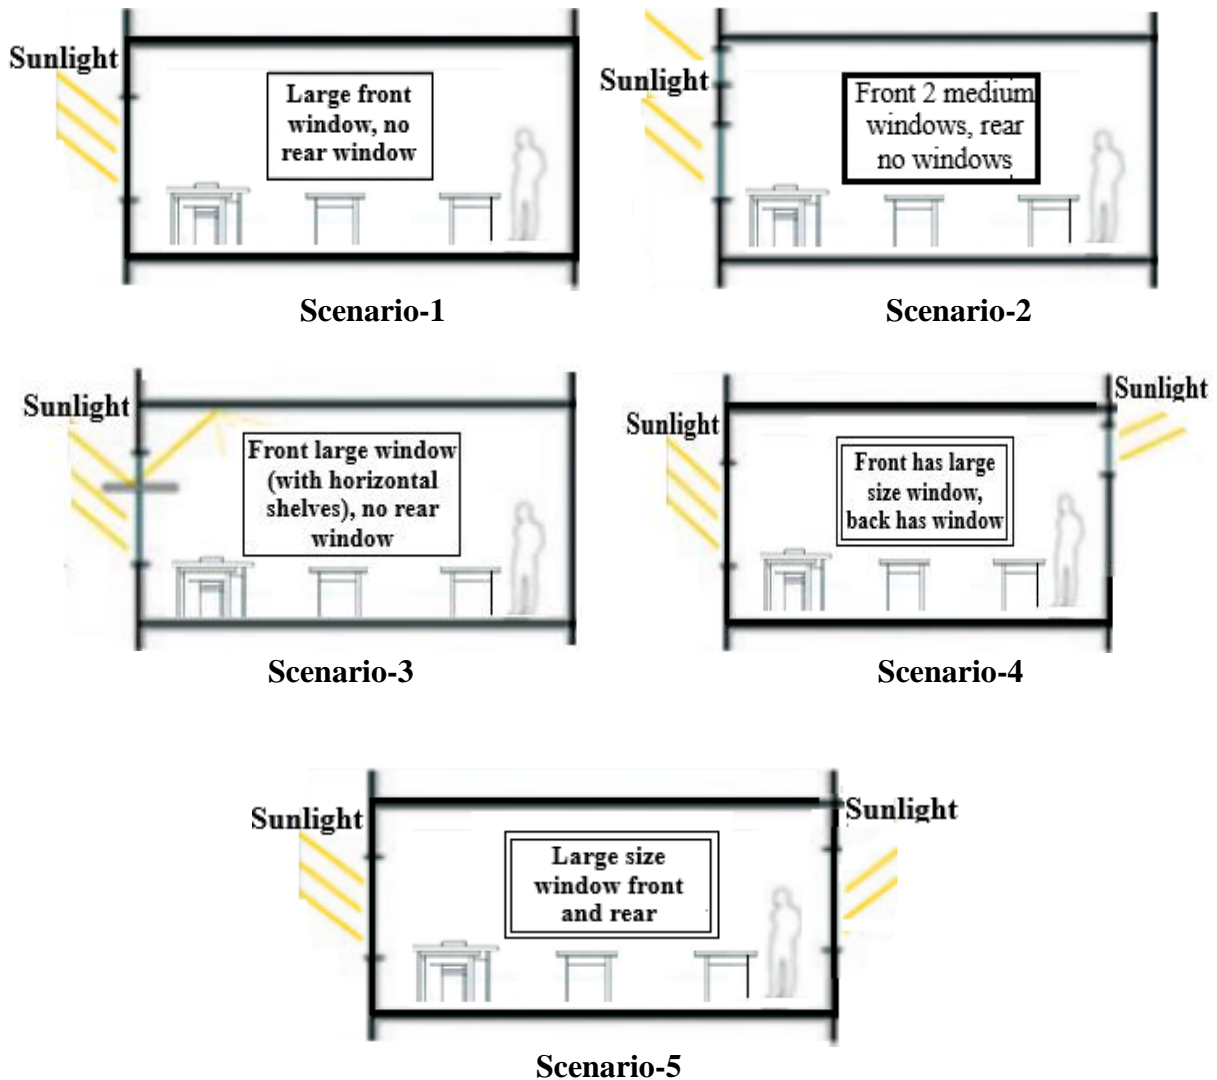 Sunlight
Large front
window, no
rear window
Scenario-1
Sunlight
Front 2 medium
windows, rear
no windows
Scenario-2
Sunlight
Front large window
(with horizontal
shelves), no rear
window
Scenario-3
Sunlight
Sunlight
Front has large
size window,
back has window
Scenario-4
Sunlight
Sunlight
Large size
window front
and rear
Scenario-5